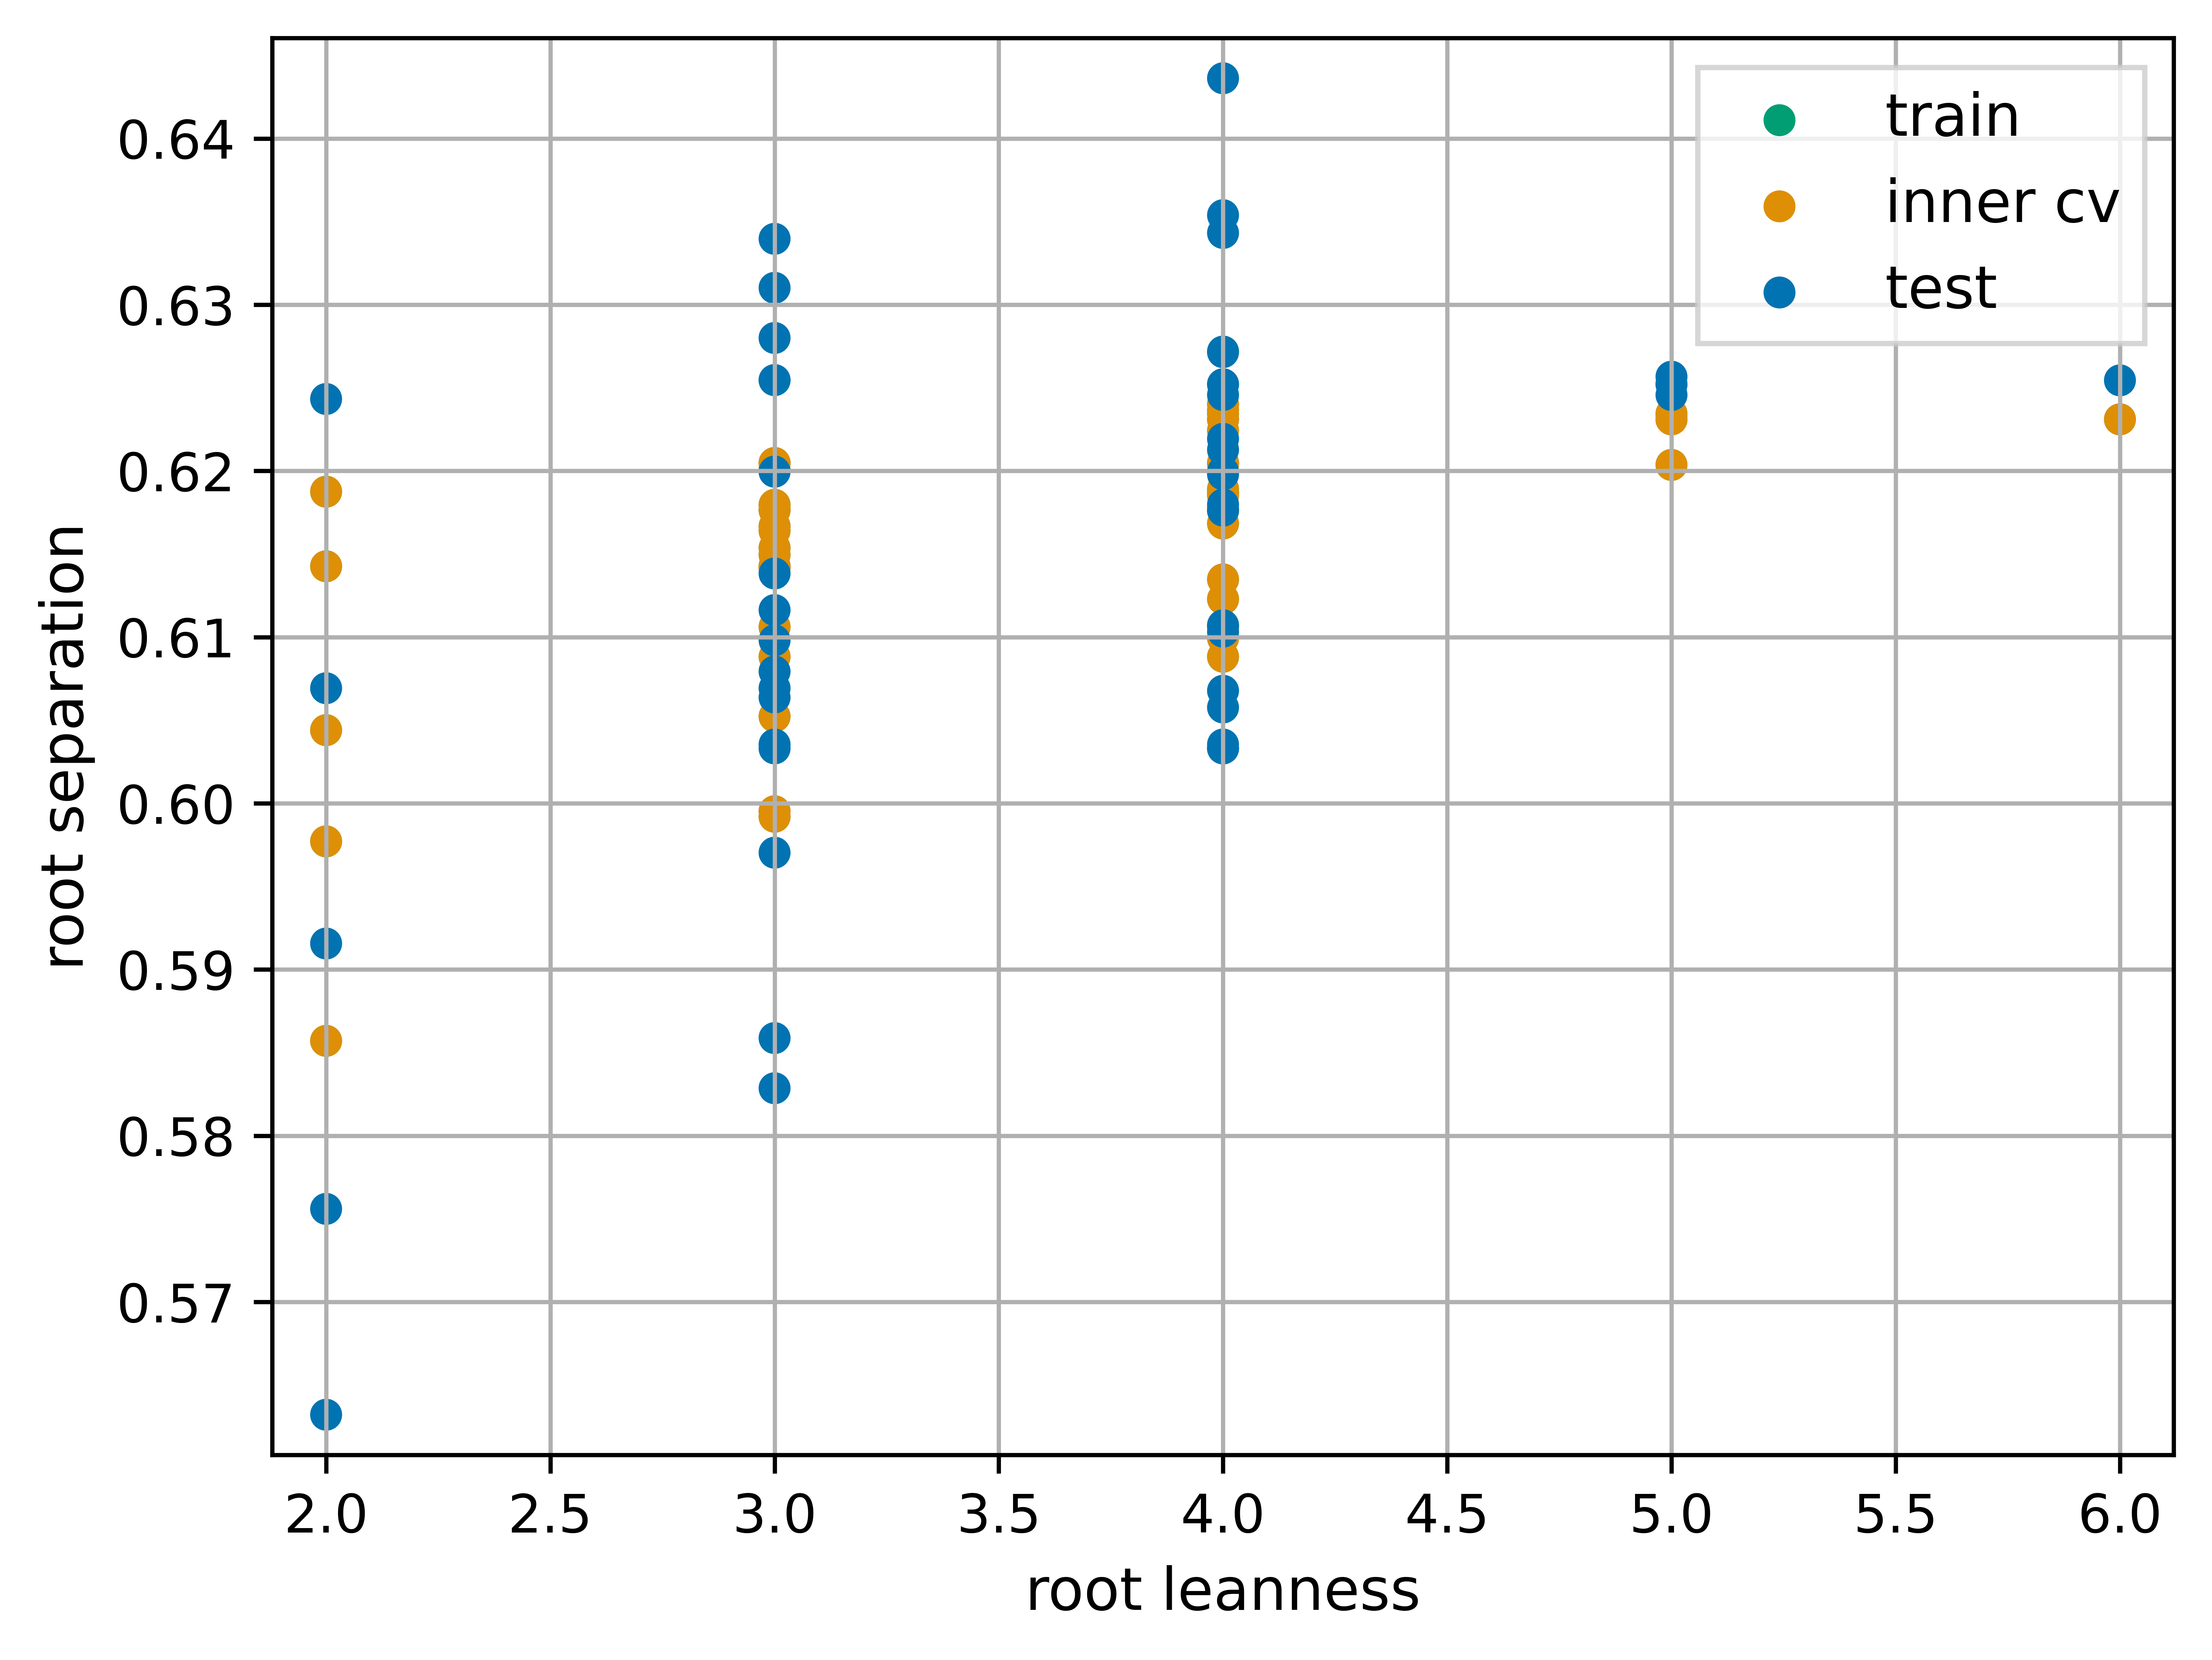 train
inner cv
test
0.64
0.63
0.62
0.61
0.60
0.59
0.58
0.57
root separation
2.0 2.5 3.0 3.5 4.0 4.5 5.0 5.5 6.0
root leanness